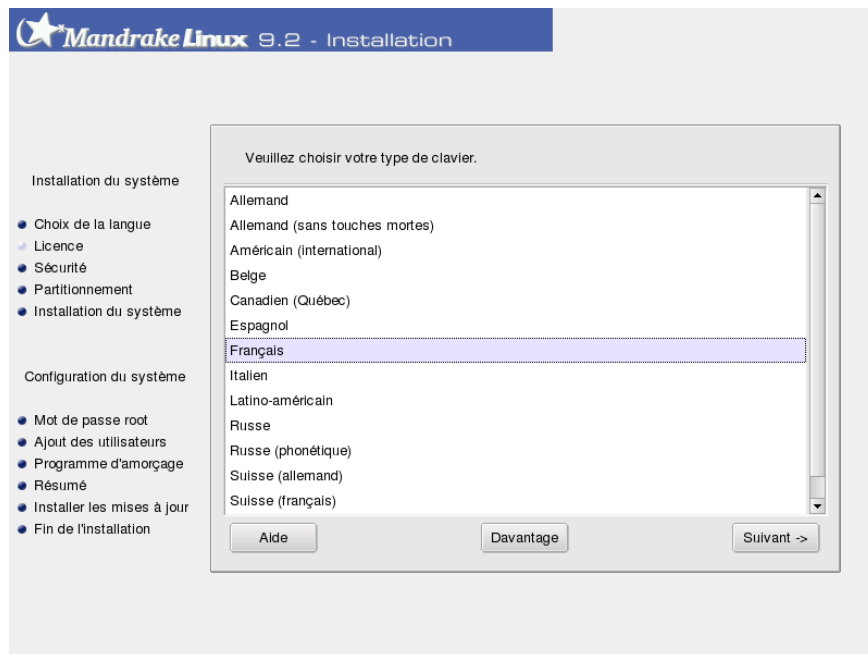 Mandrake Linux 9.2 - Installation
Installation du système
Choix de la langue
Licence
Sécurité
Partitionnement
Installation du système
Configuration du système
Mot de passe root
Ajout des utilisateurs
Programme d'amorçage
Résumé
Installer les mises à jour
Fin de l'installation
Veuillez choisir votre type de clavier.
Allemand
Allemand (sans touches mortes)
Américain (international)
Belge
Canadien (Québec)
Espagnol
Français
Italien
Latino-américain
Russe
Russe (phonétique)
Suisse (allemand)
Suisse (français)
Aide
Davantage
Suivant ->